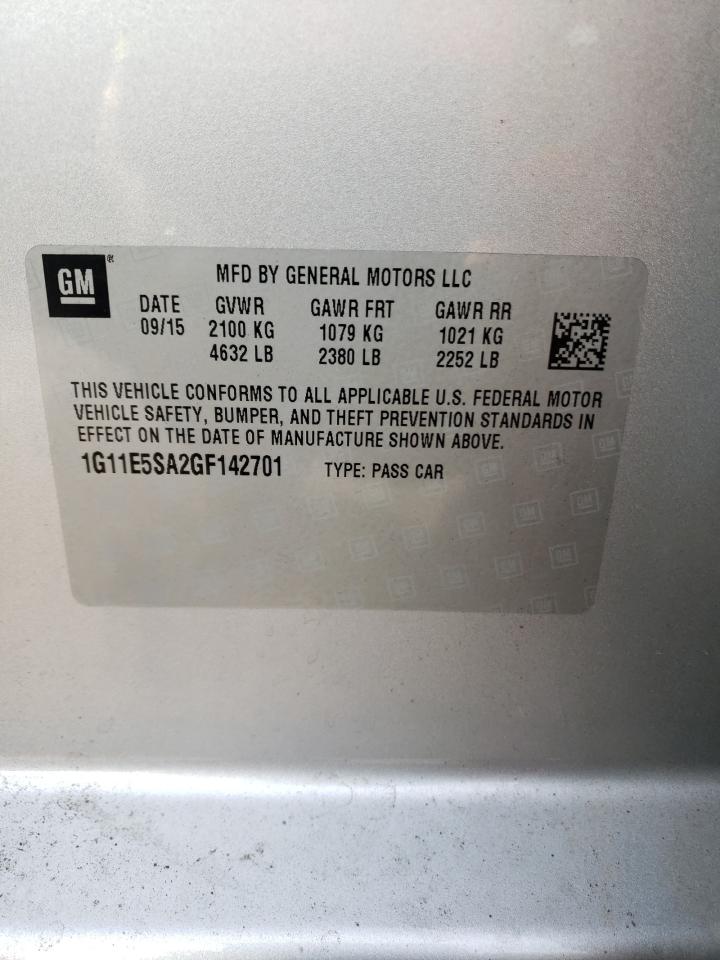 GM®
MFD BY GENERAL MOTORS LLC
DATE GVWR GAWR FRT GAWR RR
09/15 2100 KG 1079 KG 1021 KG
4632 LB 2380 LB 2252 LB
THIS VEHICLE CONFORMS TO ALL APPLICABLE U.S. FEDERAL MOTOR
VEHICLE SAFETY, BUMPER, AND THEFT PREVENTION STANDARDS IN
EFFECT ON THE DATE OF MANUFACTURE SHOWN ABOVE.
1G11E5SA2GF142701 TYPE: PASS CAR